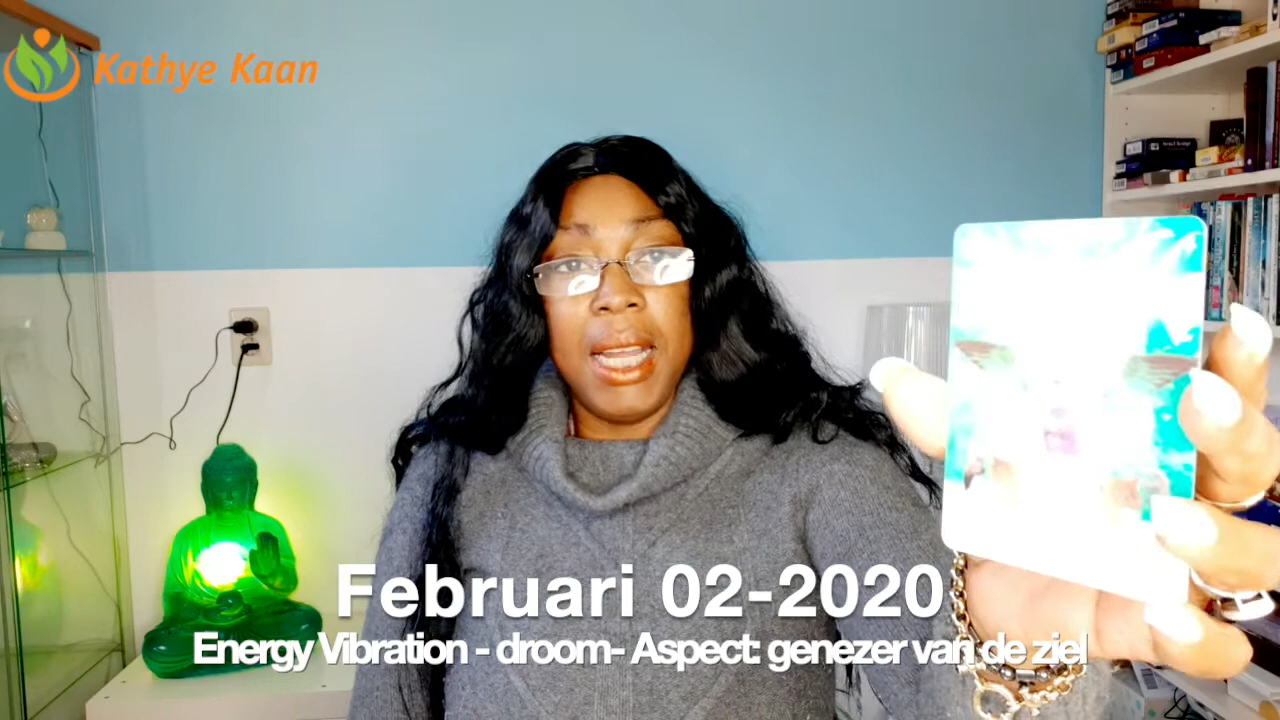 Kathye Kaan
Februari 02-2020
Energy Vibration - droom- Aspect: genezer van de ziel